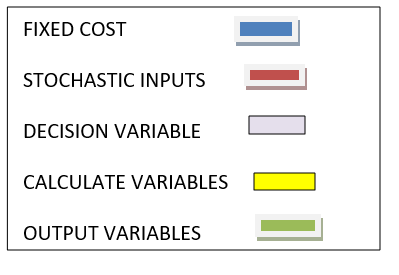 FIXED COST
STOCHASTIC INPUTS
DECISION VARIABLE
CALCULATE VARIABLES
OUTPUT VARIABLES